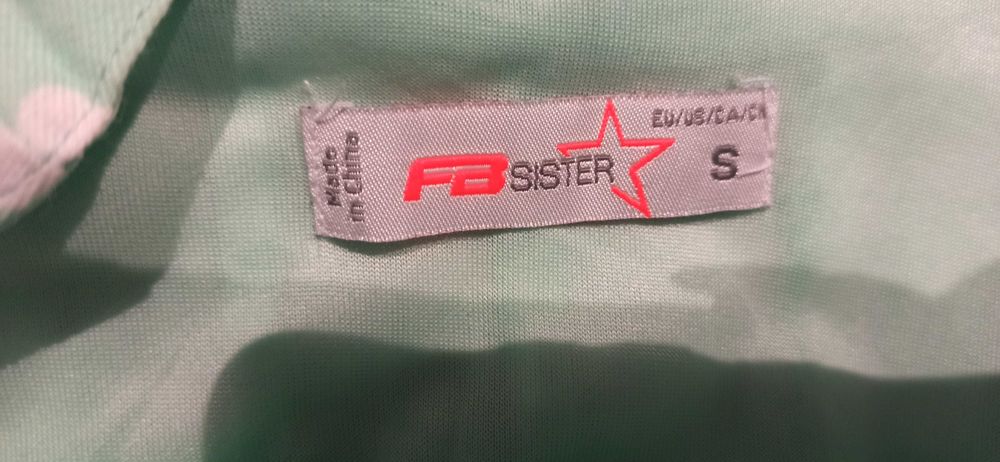 Made
in China
FB SISTER
EU/US/CA/CN
S